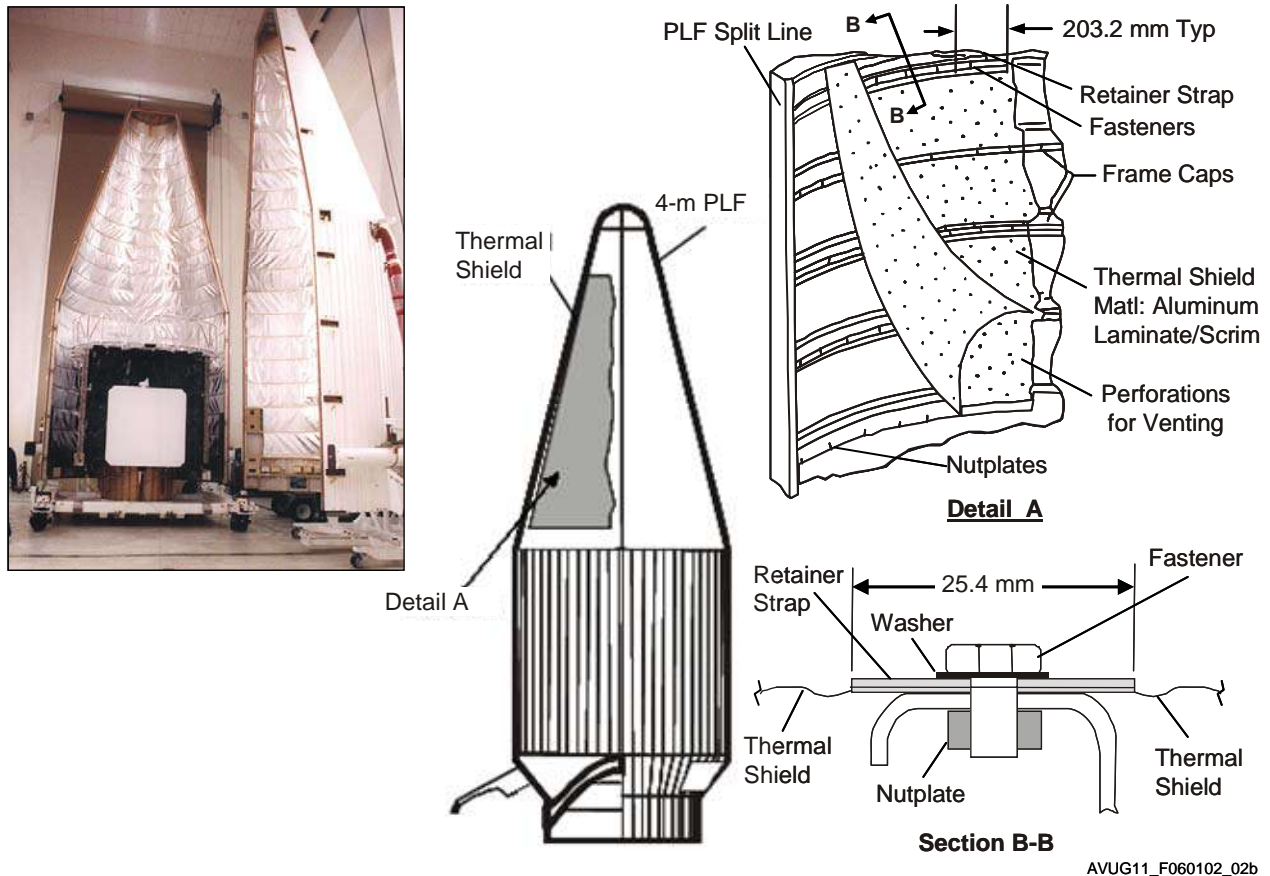 PLF Split Line
B
203.2 mm Typ
B
Retainer Strap
Fasteners
Frame Caps
Thermal Shield
Matl: Aluminum
Laminate/Scrim
Perforations
for Venting
Nutplates
Detail A
4-m PLF
Thermal
Shield
Detail A
Retainer
Strap
25.4 mm
Fastener
Washer
Thermal
Shield
Nutplate
Thermal
Shield
Section B-B
AVUG11_F060102_02b